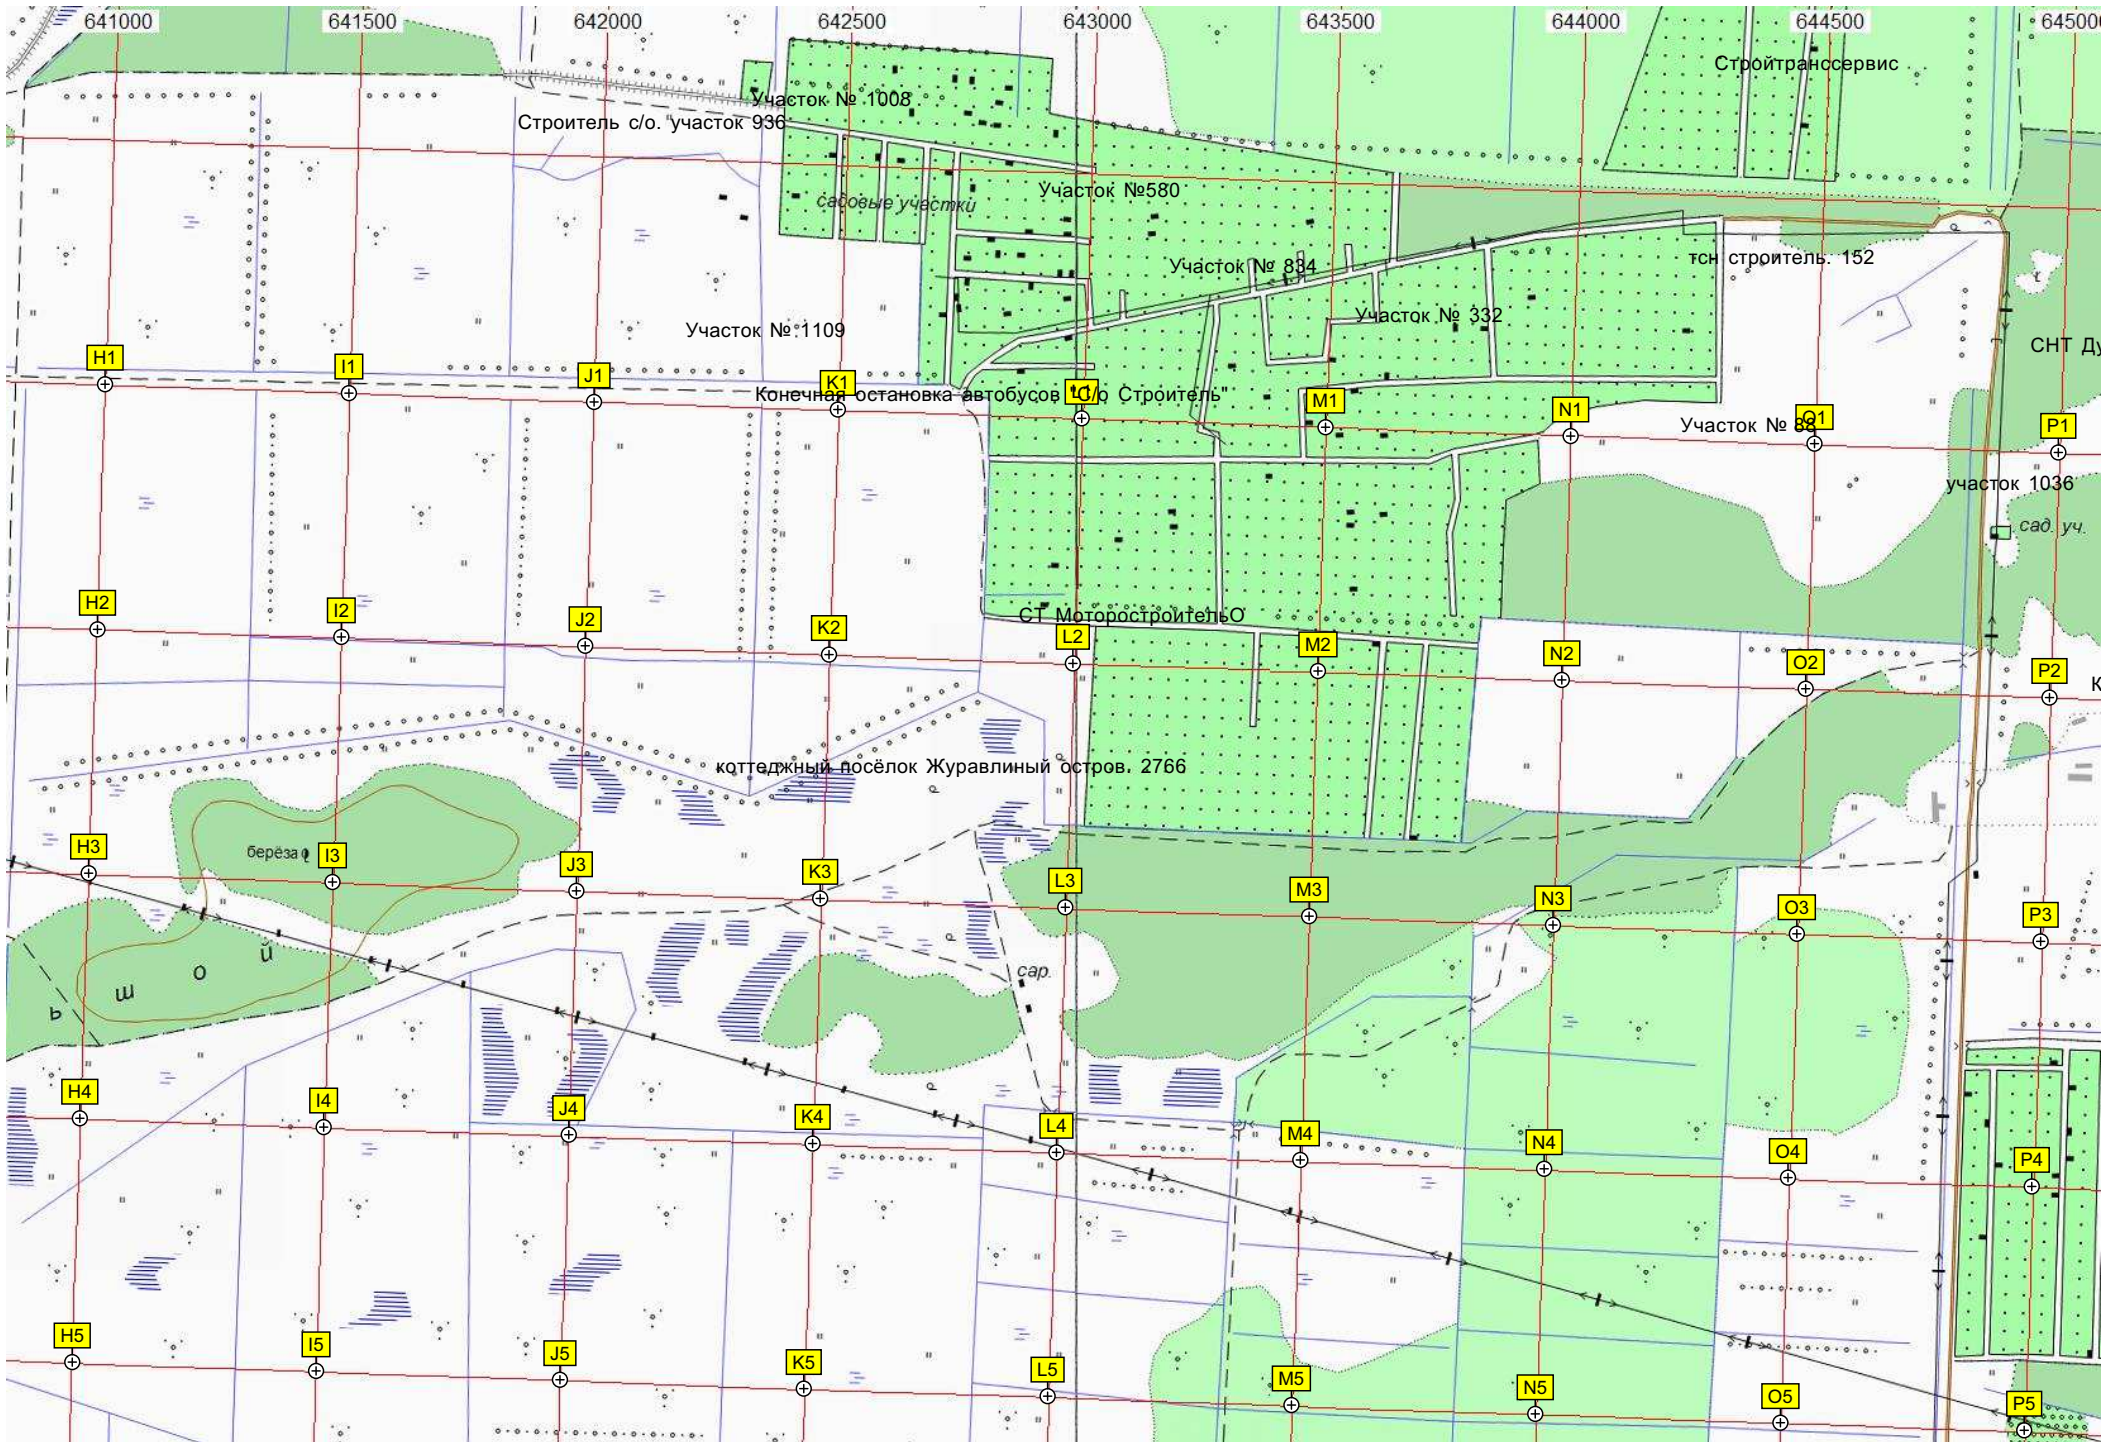 641000 641500 642000 642500 643000 643500 644000 644500 645000
Стройтранссервис
Участок № 1008
Строитель с/о. участок 936
Участок №580
садовые участки
тсн строитель. 152
Участок № 834
Участок № 332
Участок № 1109
СНТ Ду
H1 I1 J1 K1 L1 M1 N1 O1 P1
Конечная остановка автобусов "С/о Строитель"
Участок № 88
участок 1036
сад. уч.
H2 I2 J2 K2 L2 M2 N2 O2 P2
СТ МоторостроительО
К
коттеджный посёлок Журавлиный остров. 2766
берёза
H3 I3 J3 K3 L3 M3 N3 O3 P3
ь ш о й
сар.
H4 I4 J4 K4 L4 M4 N4 O4 P4
H5 I5 J5 K5 L5 M5 N5 O5 P5